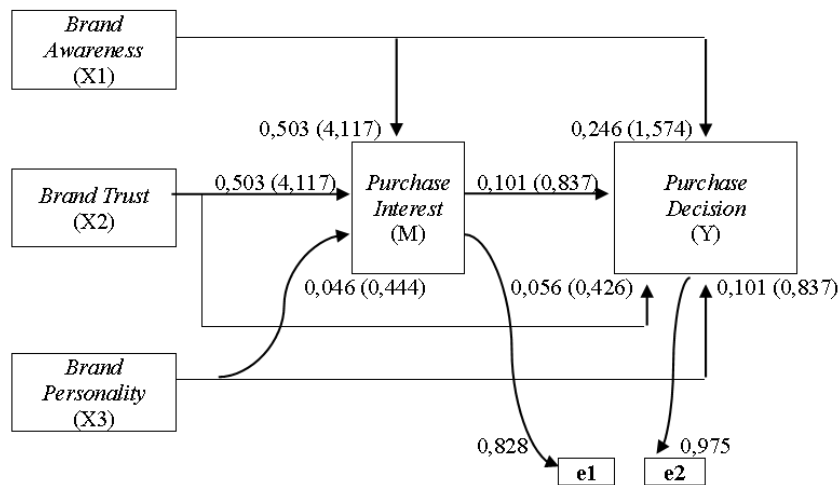 Brand
Awareness
(X1)
0,503 (4,117)
0,246 (1,574)
Brand Trust
(X2)
0,503 (4,117)
Purchase
Interest
(M)
0,101 (0,837)
Purchase
Decision
(Y)
0,046 (0,444)
0,056 (0,426)
0,101 (0,837)
Brand
Personality
(X3)
0,828
0,975
e1
e2